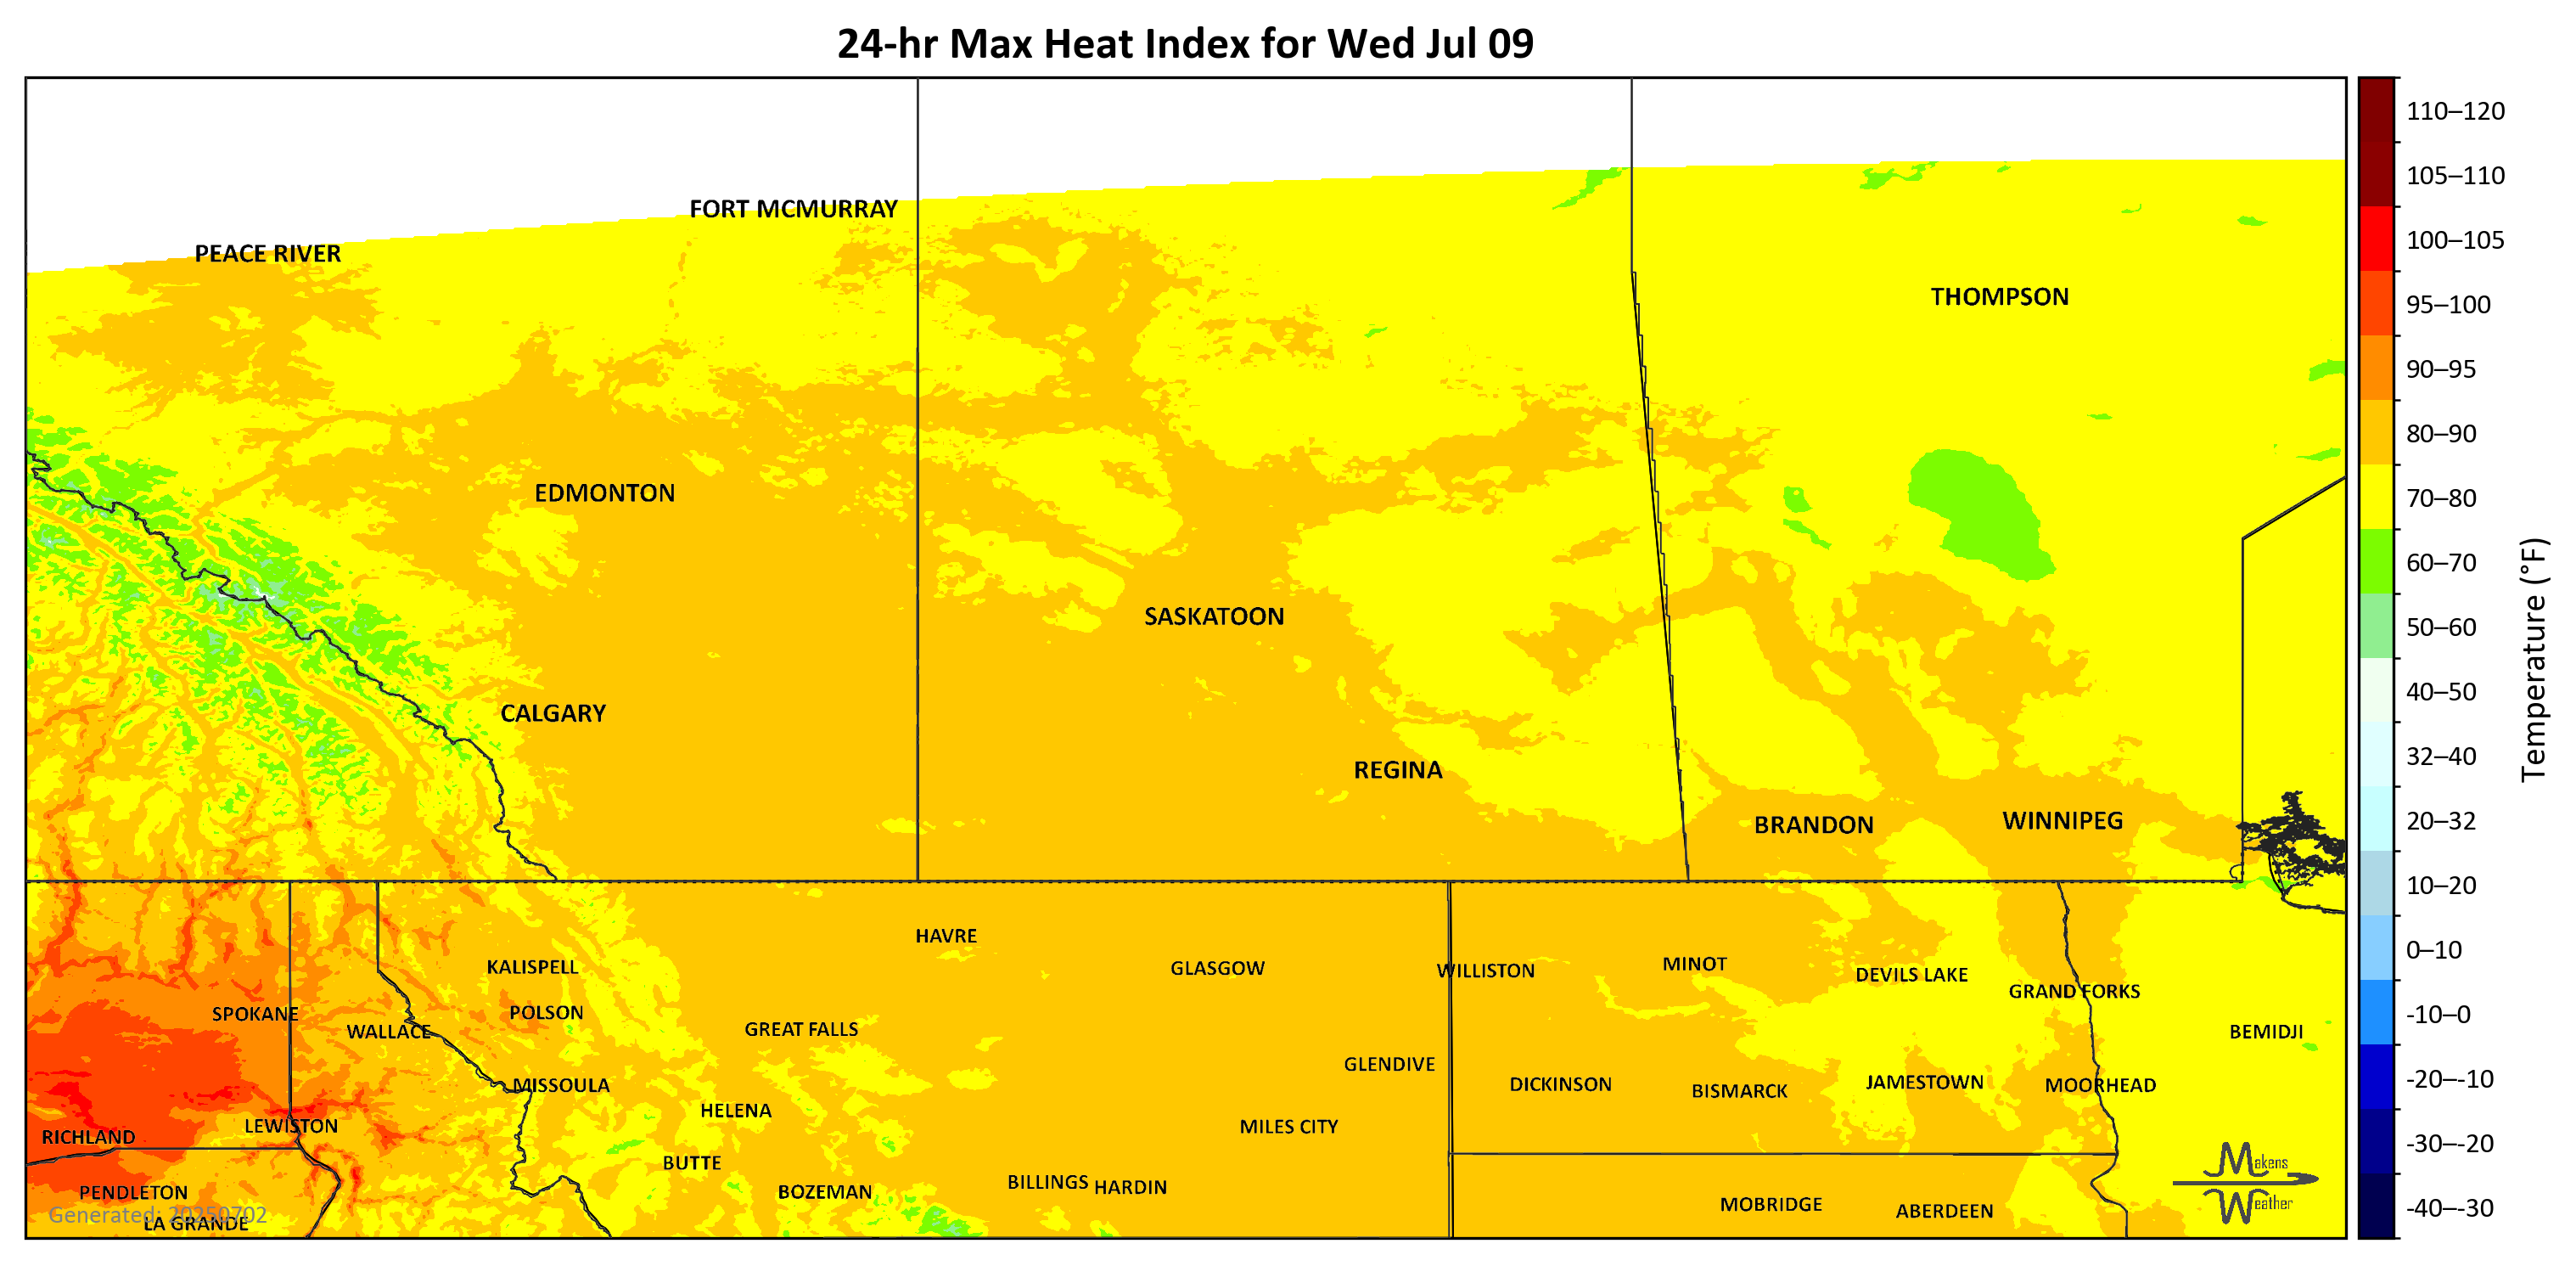 24-hr Max Heat Index for Wed Jul 09
FORT MCMURRAY
PEACE RIVER
THOMPSON
EDMONTON
SASKATOON
CALGARY
REGINA
BRANDON
WINNIPEG
HAVRE
KALISPELL
GLASGOW
WILLISTON
MINOT
DEVILS LAKE
GRAND FORKS
SPOKANE
POLSON
WALLACE
GREAT FALLS
BEMIDJI
GLENDIVE
MISSOULA
DICKINSON
BISMARCK
JAMESTOWN
MOORHEAD
HELENA
LEWISTON
MILES CITY
RICHLAND
BUTTE
BILLINGS
HARDIN
PENDLETON
BOZEMAN
MOBRIDGE
ABERDEEN
Generated: 20250702
LA GRANDE
Makens
Weather
110–120
105–110
100–105
95–100
90–95
80–90
70–80
60–70
50–60
40–50
32–40
20–32
10–20
0–10
-10–0
-20–-10
-30–-20
-40–-30
Temperature (°F)